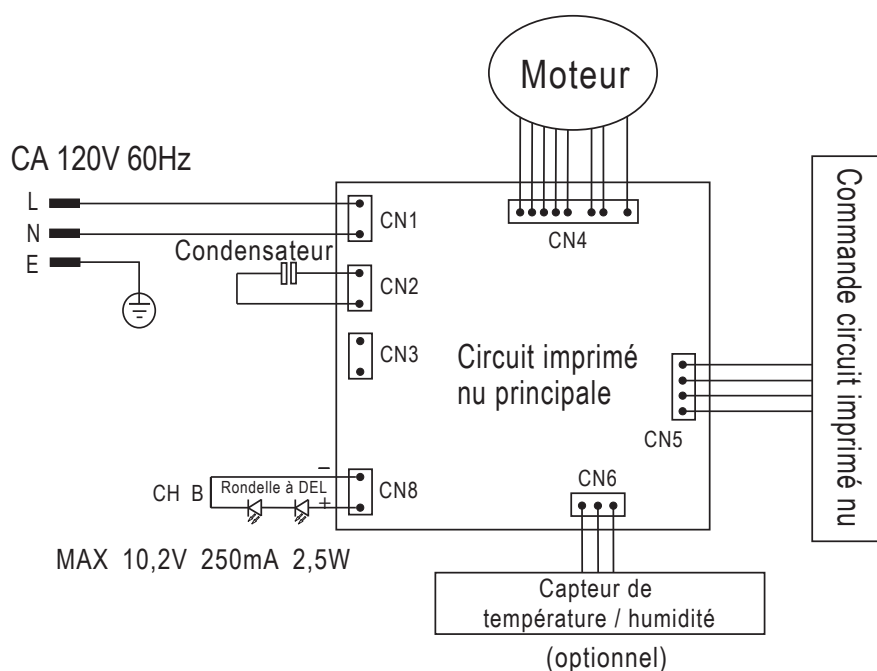 Moteur
CA 120V 60Hz
L
N
E
CN1
CN4
Condensateur
CN2
CN3
Circuit imprimé
nu principale
CN5
Commande circuit imprimé nu
CH B
Rondelle à DEL
–
+
CN8
CN6
MAX 10,2V 250mA 2,5W
Capteur de
température / humidité
(optionnel)